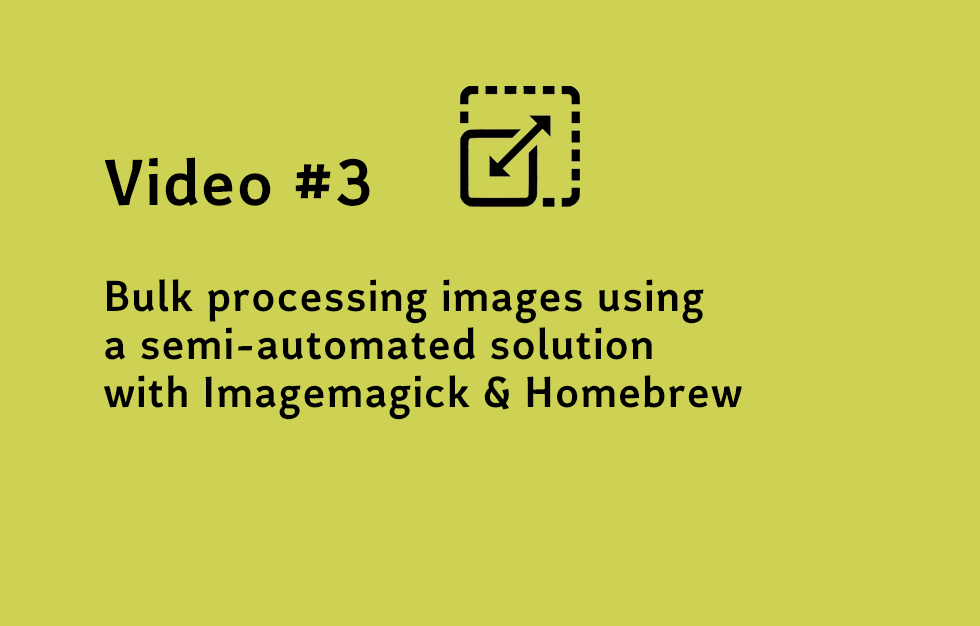 Video #3
Bulk processing images using
a semi-automated solution
with Imagemagick & Homebrew